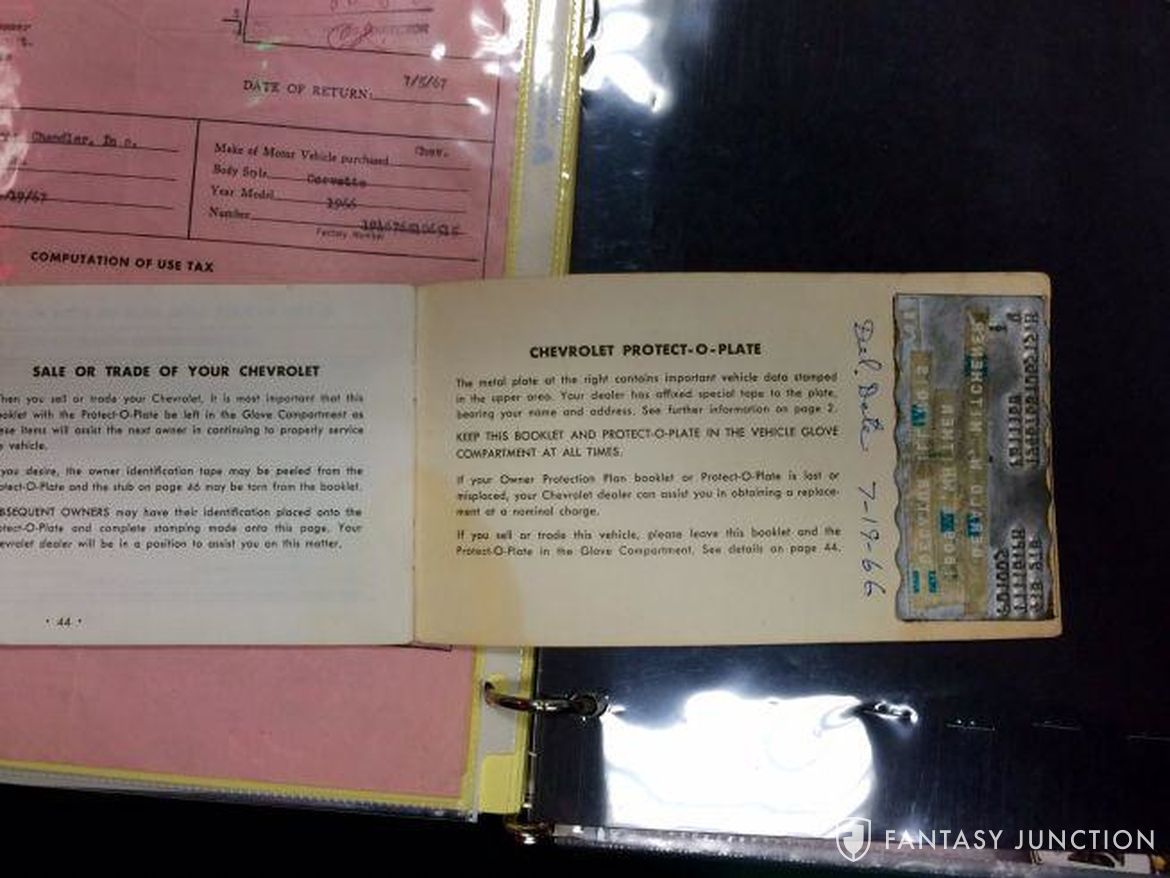 DATE OF RETURN: 7/5/67
Chandler, Inc.
/19/67
Make of Motor Vehicle purchased Chev.
Body Style Corvette
Year Model 1966
Number
Factory Number
COMPUTATION OF USE TAX
SALE OR TRADE OF YOUR CHEVROLET
hen you sell or trade your Chevrolet, it is most important that this
ooklet with the Protect-O-Plate be left in the Glove Compartment as
ese items will assist the next owner in continuing to properly service
vehicle.
you desire, the owner identification tape may be peeled from the
otect-O-Plate and the stub on page 46 may be torn from the booklet.
BSEQUENT OWNERS may have their identification placed onto the
otect-O-Plate and complete stamping made onto this page. Your
evrolet dealer will be in a position to assist you on this matter.
• 44 •
CHEVROLET PROTECT-O-PLATE
The metal plate at the right contains important vehicle data stamped
in the upper area. Your dealer has affixed special tape to the plate,
bearing your name and address. See further information on page 2.
KEEP THIS BOOKLET AND PROTECT-O-PLATE IN THE VEHICLE GLOVE
COMPARTMENT AT ALL TIMES.
If your Owner Protection Plan booklet or Protect-O-Plate is lost or
misplaced, your Chevrolet dealer can assist you in obtaining a replace-
ment at a nominal charge.
If you sell or trade this vehicle, please leave this booklet and the
Protect-O-Plate in the Glove Compartment. See details on page 44.
Del. Date 7-19-66
FANTASY JUNCTION